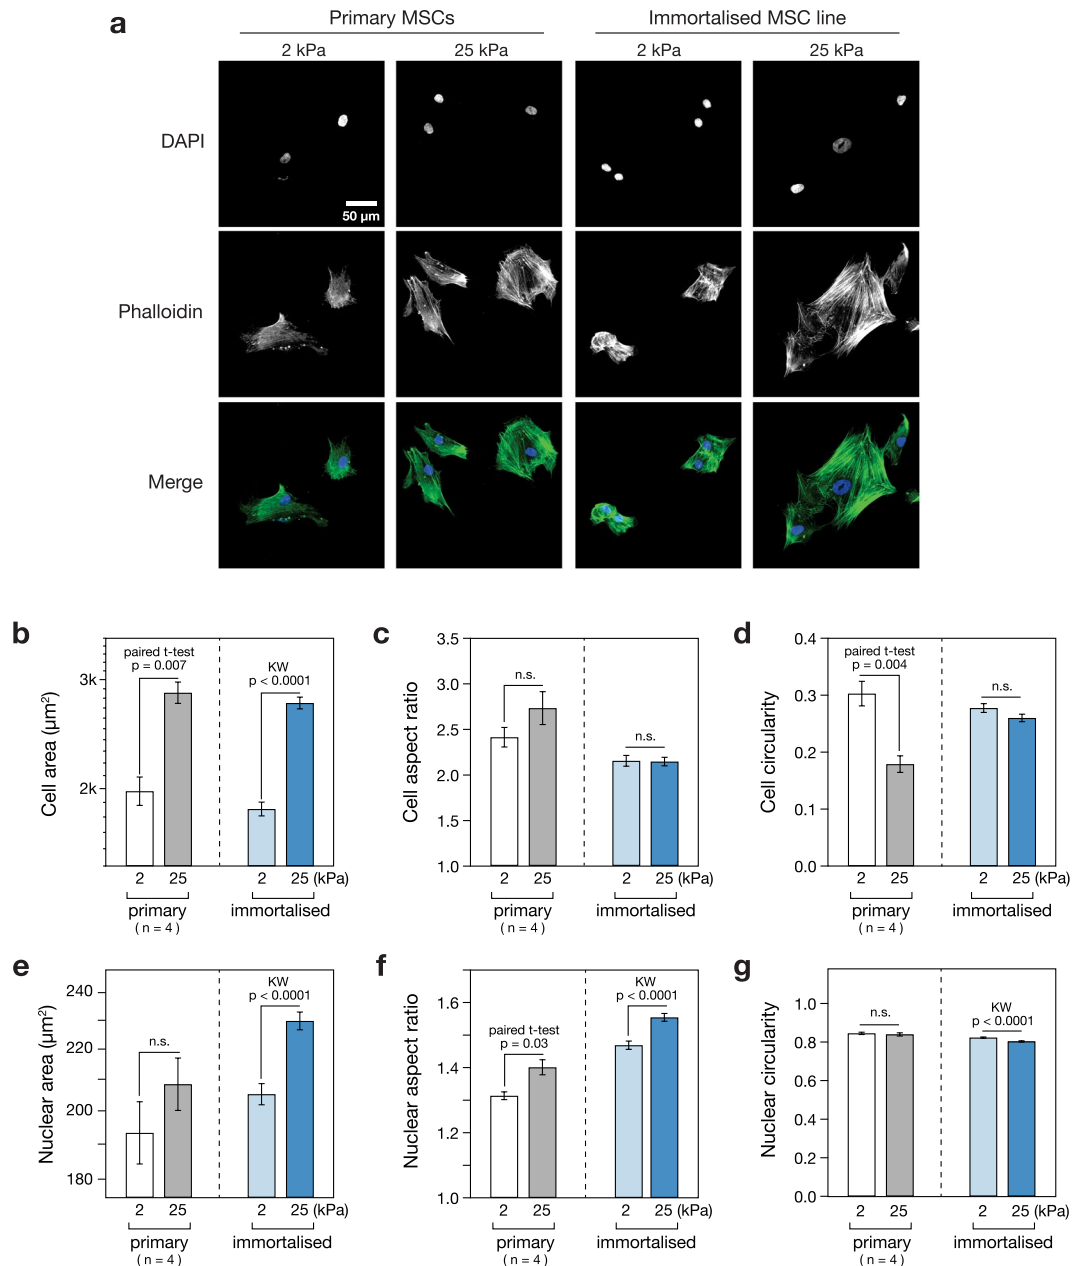 a
Primary MSCs
Immortalised MSC line
2 kPa
25 kPa
2 kPa
25 kPa
DAPI
50 µm
Phalloidin
Merge
b
Cell area (µm²)
3k
2k
paired t-test
p = 0.007
KW
p < 0.0001
2 25 2 25 (kPa)
primary immortalised
( n = 4 )
c
Cell aspect ratio
3.5
3.0
2.5
2.0
1.5
1.0
n.s.
n.s.
2 25 2 25 (kPa)
primary immortalised
( n = 4 )
d
Cell circularity
0.4
0.3
0.2
0.1
0.0
paired t-test
p = 0.004
n.s.
2 25 2 25 (kPa)
primary immortalised
( n = 4 )
e
Nuclear area (µm²)
240
220
200
180
n.s.
KW
p < 0.0001
2 25 2 25 (kPa)
primary immortalised
( n = 4 )
f
Nuclear aspect ratio
1.6
1.4
1.2
1.0
paired t-test
p = 0.03
KW
p < 0.0001
2 25 2 25 (kPa)
primary immortalised
( n = 4 )
g
Nuclear circularity
1.0
0.8
0.6
0.4
0.2
0.0
n.s.
KW
p < 0.0001
2 25 2 25 (kPa)
primary immortalised
( n = 4 )